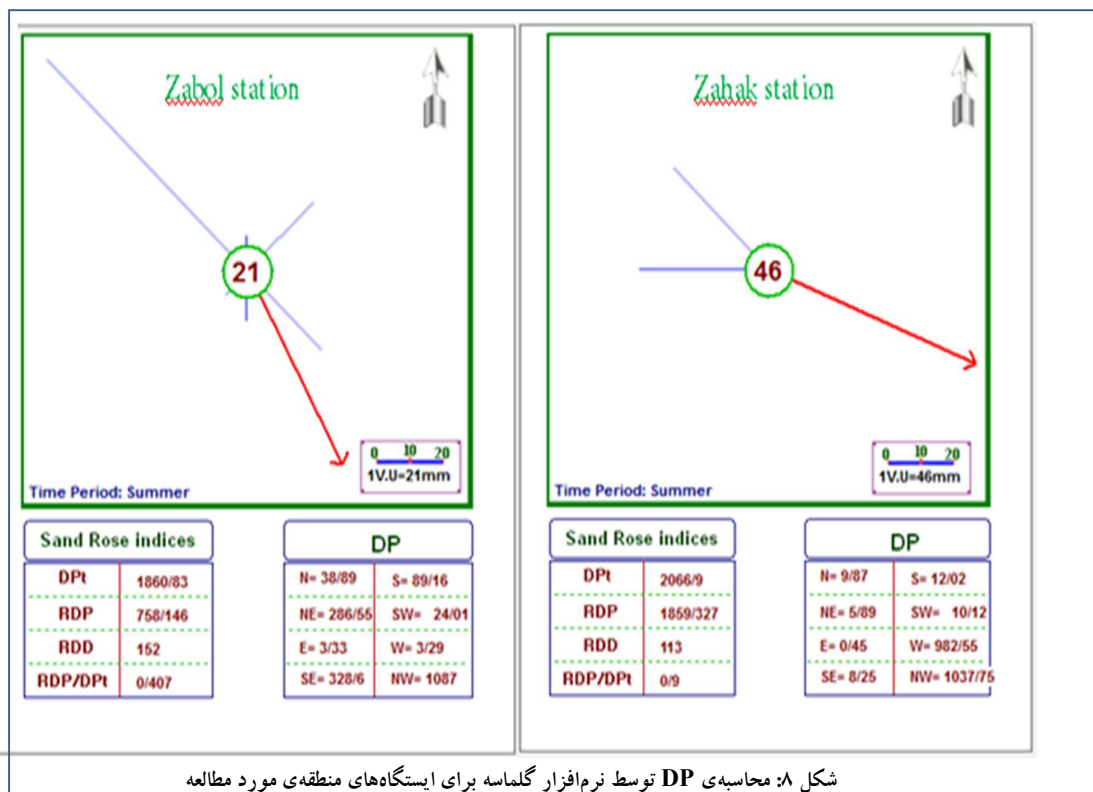 Zabol station
21
0 10 20
1V.U=21mm
Time Period: Summer
Sand Rose indices
DPt 1860/83
RDP 758/146
RDD 152
RDP/DPt 0/407
DP
N= 38/89 S= 89/16
NE= 286/55 SW= 24/01
E= 3/33 W= 3/29
SE= 328/6 NW= 1087
Zahak station
46
0 10 20
1V.U=46mm
Time Period: Summer
Sand Rose indices
DPt 2066/9
RDP 1859/327
RDD 113
RDP/DPt 0/9
DP
N= 9/87 S= 12/02
NE= 5/89 SW= 10/12
E= 0/45 W= 982/55
SE= 8/25 NW= 1037/75
شکل ۸: محاسبه‌ی DP توسط نرم‌افزار گلماسه برای ایستگاه‌های منطقه‌ی مورد مطالعه